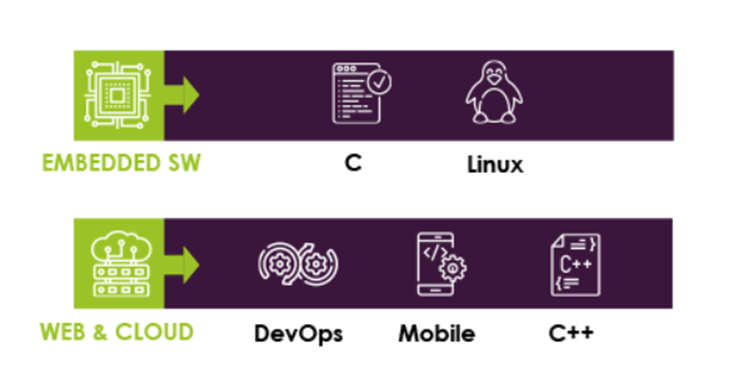 EMBEDDED SW
C
Linux
C++
WEB & CLOUD
DevOps
Mobile
C++